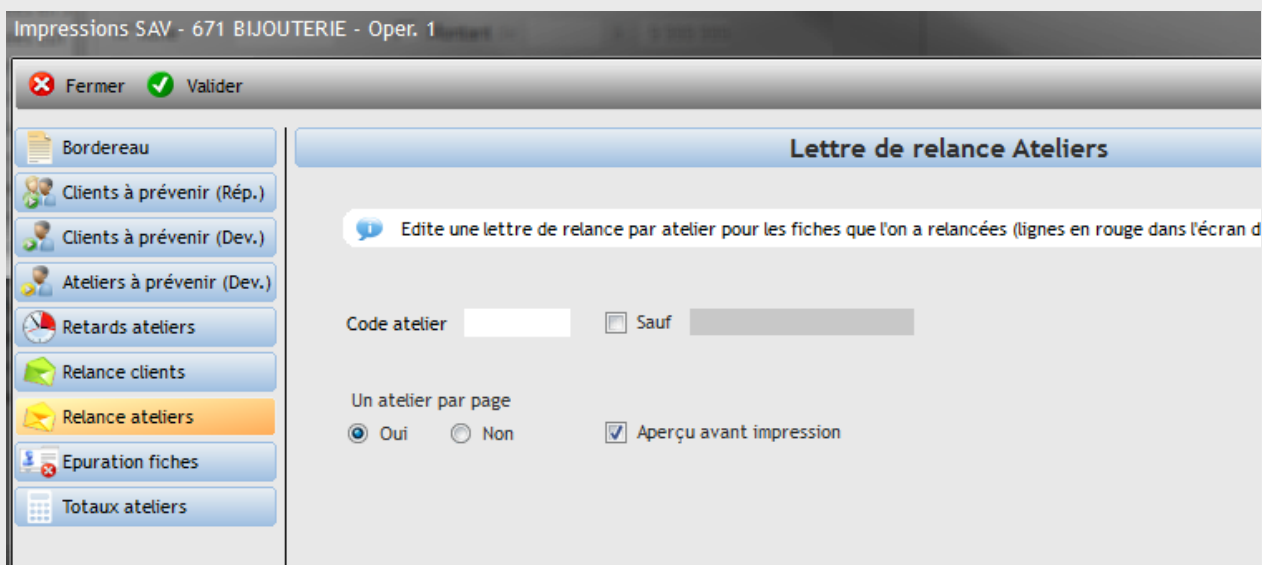 Impressions SAV - 671 BIJOUTERIE - Oper. 1
Fermer Valider
Bordereau
Clients à prévenir (Rép.)
Clients à prévenir (Dev.)
Ateliers à prévenir (Dev.)
Retards ateliers
Relance clients
Relance ateliers
Epuration fiches
Totaux ateliers
Lettre de relance Ateliers
Edite une lettre de relance par atelier pour les fiches que l'on a relancées (lignes en rouge dans l'écran d
Code atelier Sauf
Un atelier par page
Oui Non Aperçu avant impression